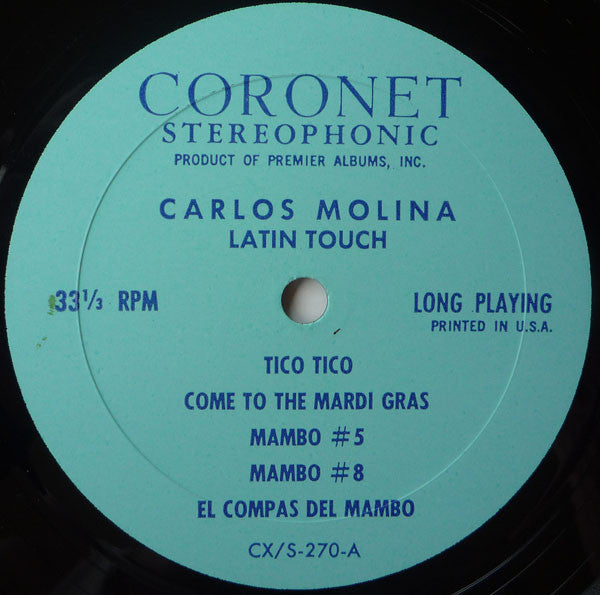 CORONET
STEREOPHONIC
PRODUCT OF PREMIER ALBUMS, INC.
CARLOS MOLINA
LATIN TOUCH
33⅓ RPM
LONG PLAYING
PRINTED IN U.S.A.
TICO TICO
COME TO THE MARDI GRAS
MAMBO #5
MAMBO #8
EL COMPAS DEL MAMBO
CX/S-270-A